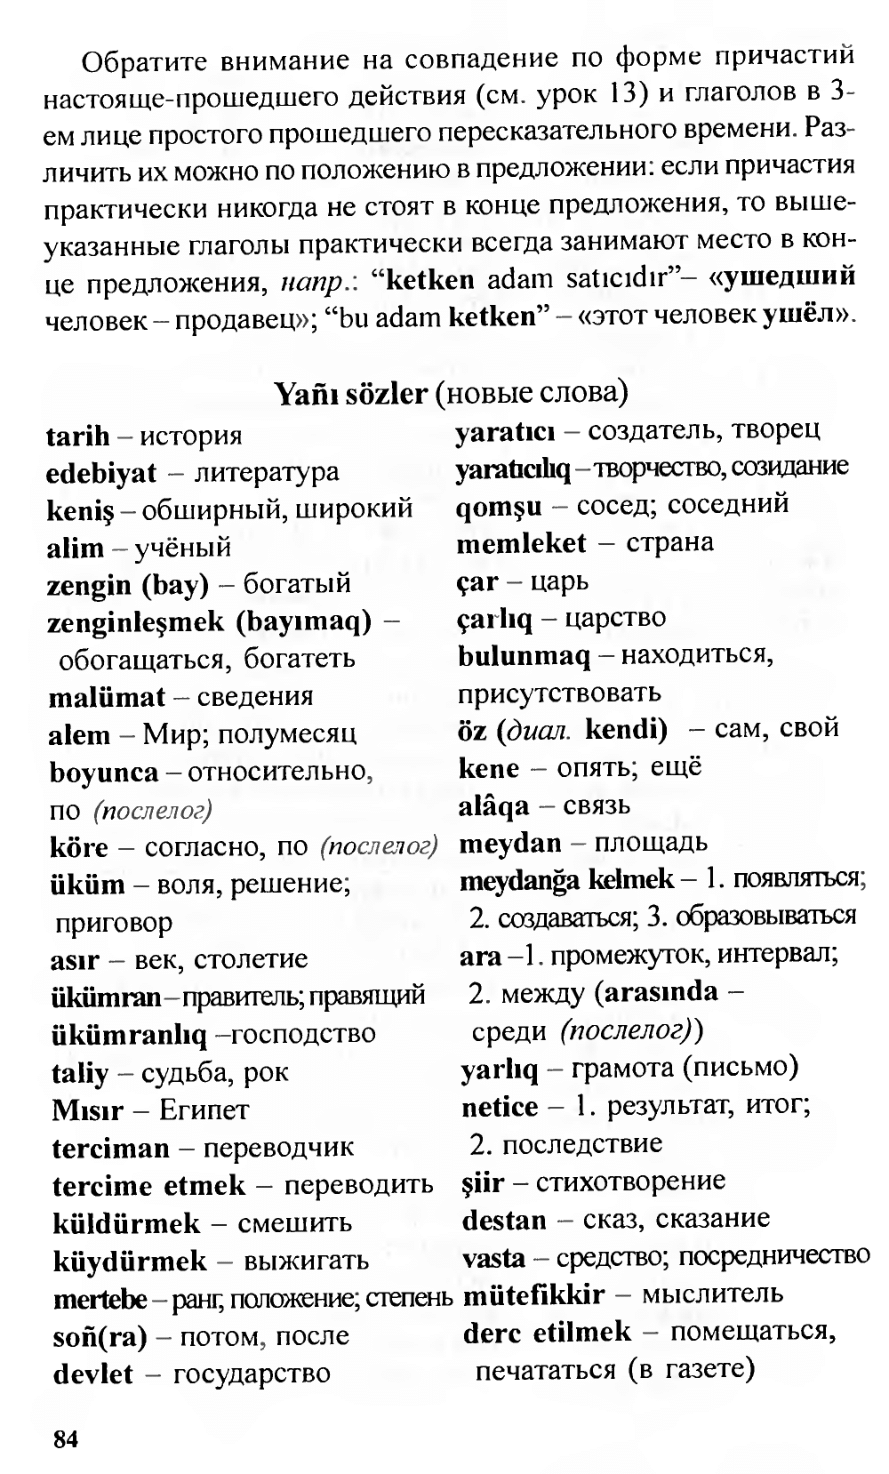 Обратите внимание на совпадение по форме причастий
настояще-прошедшего действия (см. урок 13) и глаголов в 3-
ем лице простого прошедшего пересказательного времени. Раз-
личить их можно по положению в предложении: если причастия
практически никогда не стоят в конце предложения, то выше-
указанные глаголы практически всегда занимают место в кон-
це предложения, напр.: “ketken adam satıcıdır”– «ушедший
человек – продавец»; “bu adam ketken” – «этот человек ушёл».
Yañı sözler (новые слова)
tarih – история
edebiyat – литература
keniş – обширный, широкий
alim – учёный
zengin (bay) – богатый
zenginleşmek (bayımaq) –
обогащаться, богатеть
malümat – сведения
alem – Мир; полумесяц
boyunca – относительно,
по (послелог)
köre – согласно, по (послелог)
üküm – воля, решение;
приговор
asır – век, столетие
ükümran – правитель; правящий
ükümranlıq –господство
taliy – судьба, рок
Mısır – Египет
terciman – переводчик
tercime etmek – переводить
küldürmek – смешить
küydürmek – выжигать
mertebe – ранг, положение; степень
soñ(ra) – потом, после
devlet – государство
yaratıcı – создатель, творец
yaratıcılıq – творчество, созидание
qomşu – сосед; соседний
memleket – страна
çar – царь
çarlıq – царство
bulunmaq – находиться,
присутствовать
öz (диал. kendi) – сам, свой
kene – опять; ещё
alâqa – связь
meydan – площадь
meydanğa kelmek – 1. появляться;
2. создаваться; 3. образовываться
ara –1. промежуток, интервал;
2. между (arasında –
среди (послелог))
yarlıq – грамота (письмо)
netice – 1. результат, итог;
2. последствие
şiir – стихотворение
destan – сказ, сказание
vasta – средство; посредничество
mütefikkir – мыслитель
derc etilmek – помещаться,
печататься (в газете)
84